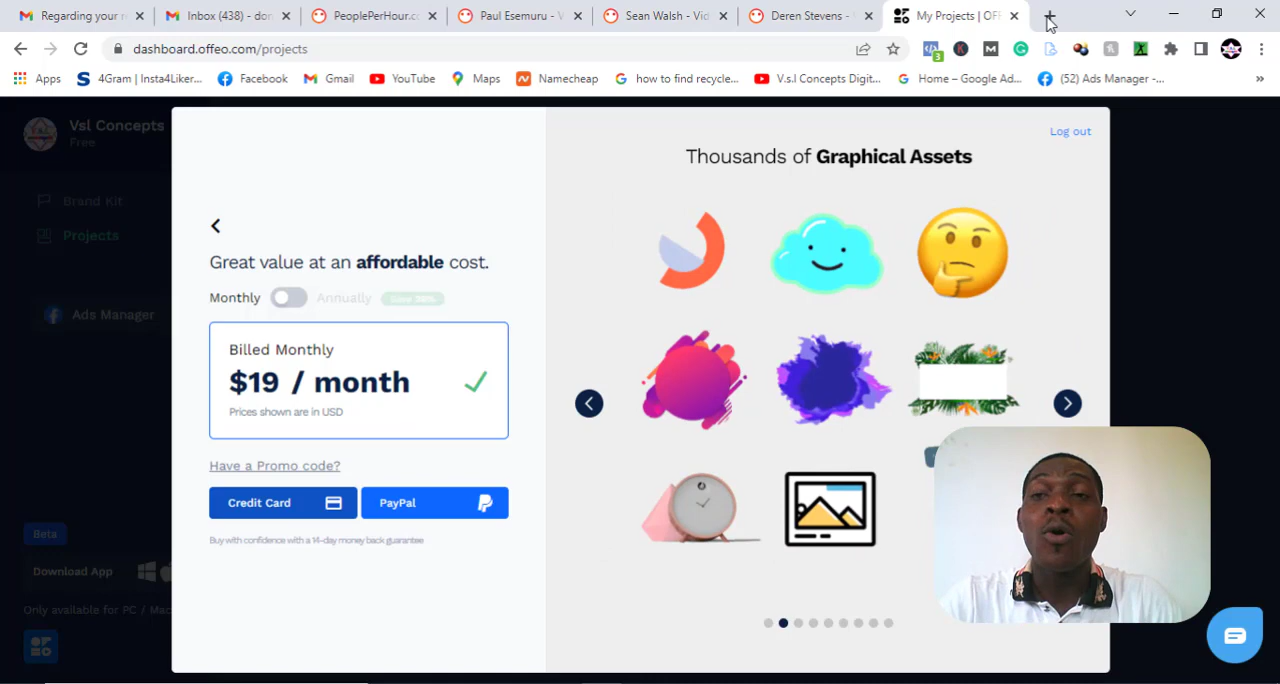 Regarding your
Inbox (438) - don
PeoplePerHour.c
Paul Esemuru - V
Sean Walsh - Vid
Deren Stevens -
My Projects | OFF
dashboard.offeo.com/projects
3
Apps
4Gram | Insta4Liker...
Facebook
Gmail
YouTube
Maps
Namecheap
how to find recycle...
V.s.l Concepts Digit...
Home – Google Ad...
(52) Ads Manager -...
Vsl Concepts
Free
Brand Kit
Projects
Ads Manager
Beta
Download App
Only available for PC / Mac
Log out
Great value at an affordable cost.
Monthly
Annually
Save 38%
Billed Monthly
$19 / month
Prices shown are in USD
Have a Promo code?
Credit Card
PayPal
Buy with confidence with a 14-day money back guarantee
Thousands of Graphical Assets